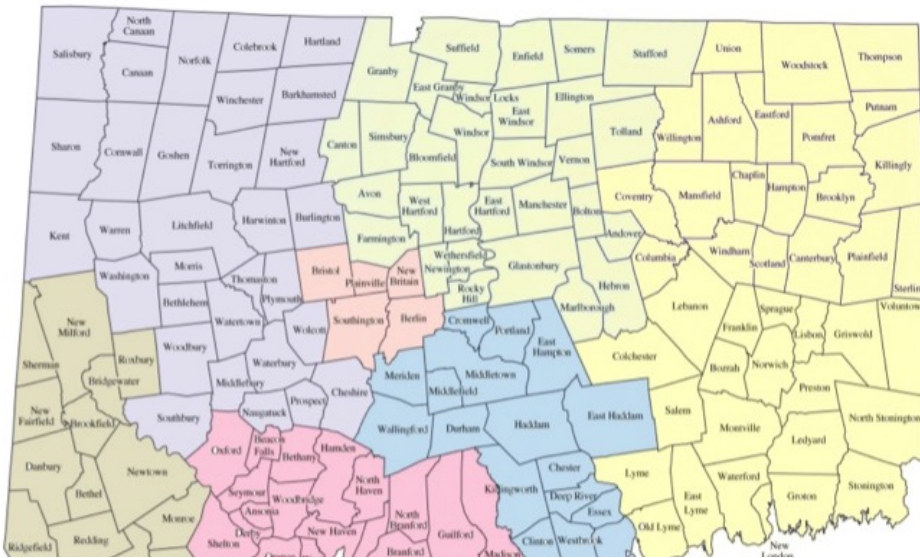 North
Canaan
Salisbury
Canaan
Norfolk
Colebrook
Hartland
Winchester
Barkhamsted
Granby
Suffield
East Granby
Windsor Locks
Enfield
Somers
Stafford
East
Windsor
Ellington
Union
Woodstock
Thompson
Putnam
Sharon
Cornwall
Goshen
Torrington
New
Hartford
Canton
Simsbury
Bloomfield
Windsor
South Windsor
Vernon
Tolland
Willington
Ashford
Eastford
Pomfret
Killingly
Kent
Warren
Litchfield
Harwinton
Burlington
Avon
West
Hartford
Hartford
East
Hartford
Manchester
Bolton
Coventry
Mansfield
Chaplin
Hampton
Brooklyn
Farmington
Andover
Columbia
Windham
Scotland
Canterbury
Plainfield
Sterlin
Washington
Morris
Bethlehem
Thomaston
Plymouth
Bristol
Plainville
New
Britain
Wethersfield
Newington
Rocky
Hill
Glastonbury
Hebron
Marlborough
Lebanon
Sprague
Franklin
Lisbon
Griswold
Voluntow
New
Milford
Sherman
Roxbury
Bridgewater
Woodbury
Watertown
Wolcott
Southington
Berlin
Cromwell
Portland
East
Hampton
Colchester
Bozrah
Norwich
Preston
Waterbury
Middlebury
Naugatuck
Prospect
Cheshire
Meriden
Middlefield
Middletown
New
Fairfield
Brookfield
Southbury
Wallingford
Durham
Haddam
East Haddam
Salem
Montville
Ledyard
North Stonington
Danbury
Bethel
Newtown
Oxford
Beacon
Falls
Bethany
Hamden
North
Haven
Seymour
Ansonia
Woodbridge
Derby
Shelton
New Haven
North
Branford
Branford
Guilford
Madison
Killingworth
Chester
Deep River
Essex
Clinton
Westbrook
Lyme
Old Lyme
East
Lyme
Waterford
New
London
Groton
Stonington
Ridgefield
Redding
Monroe